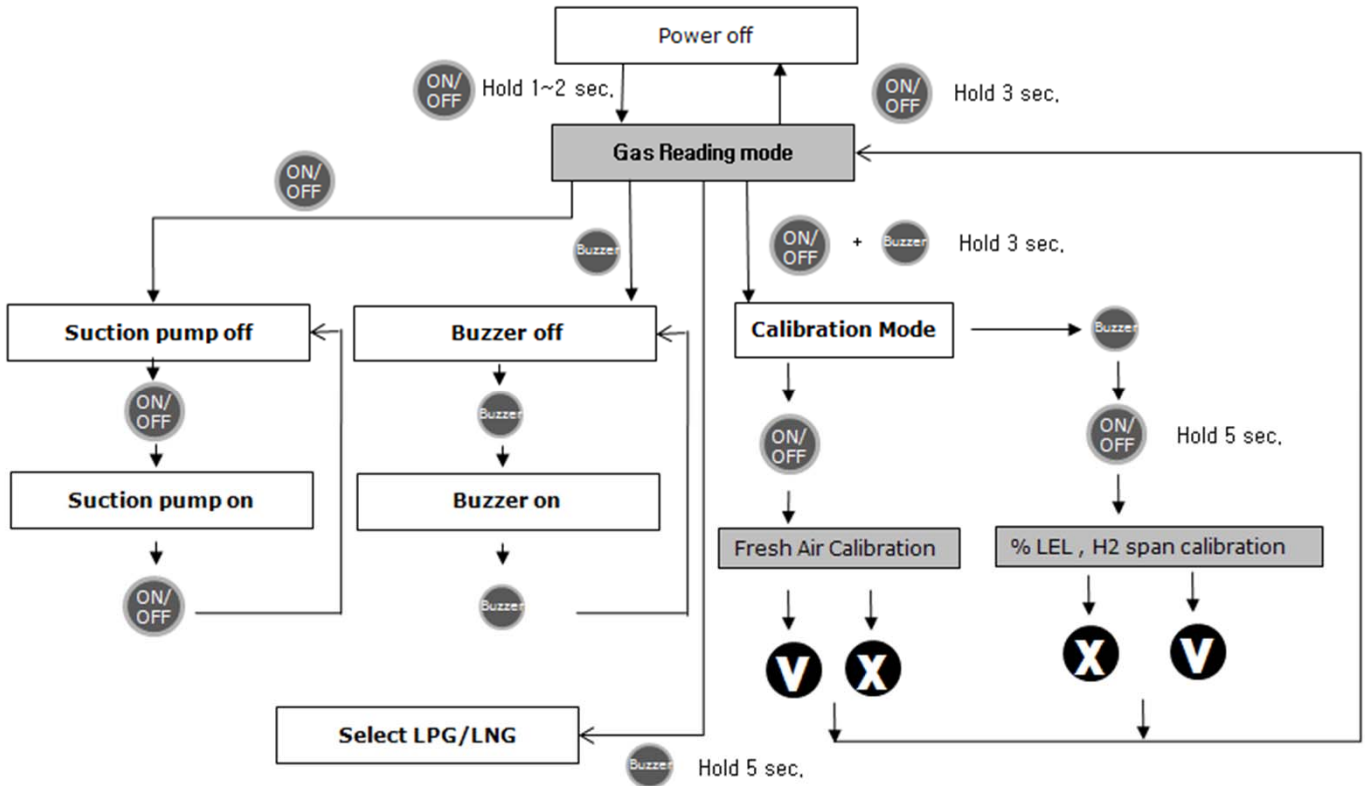 Power off
ON/
OFF
Hold 1~2 sec.
ON/
OFF
Hold 3 sec.
Gas Reading mode
ON/
OFF
Buzzer
ON/
OFF
+
Buzzer
Hold 3 sec.
Suction pump off
Buzzer off
Calibration Mode
Buzzer
ON/
OFF
Buzzer
ON/
OFF
ON/
OFF
Hold 5 sec.
Suction pump on
Buzzer on
Fresh Air Calibration
% LEL , H2 span calibration
ON/
OFF
Buzzer
V
X
X
V
Select LPG/LNG
Buzzer
Hold 5 sec.